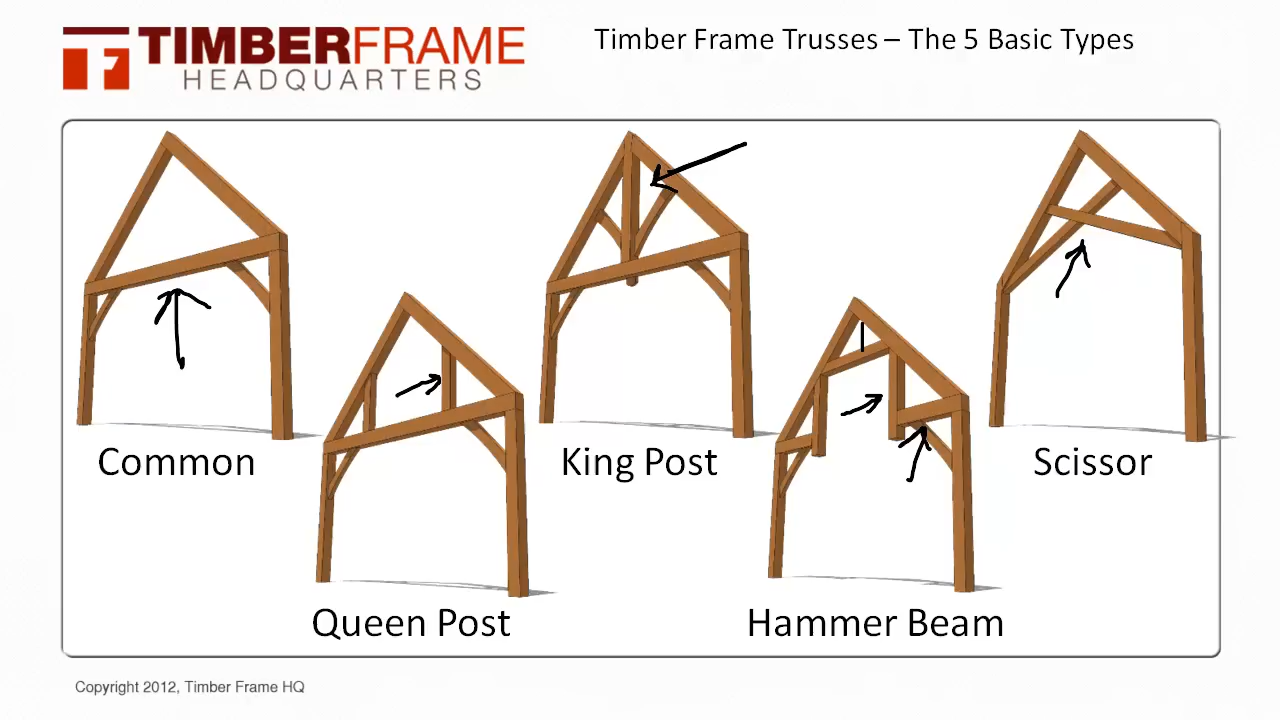 TIMBERFRAME
HEADQUARTERS
Timber Frame Trusses – The 5 Basic Types
Common
King Post
Scissor
Queen Post
Hammer Beam
Copyright 2012, Timber Frame HQ